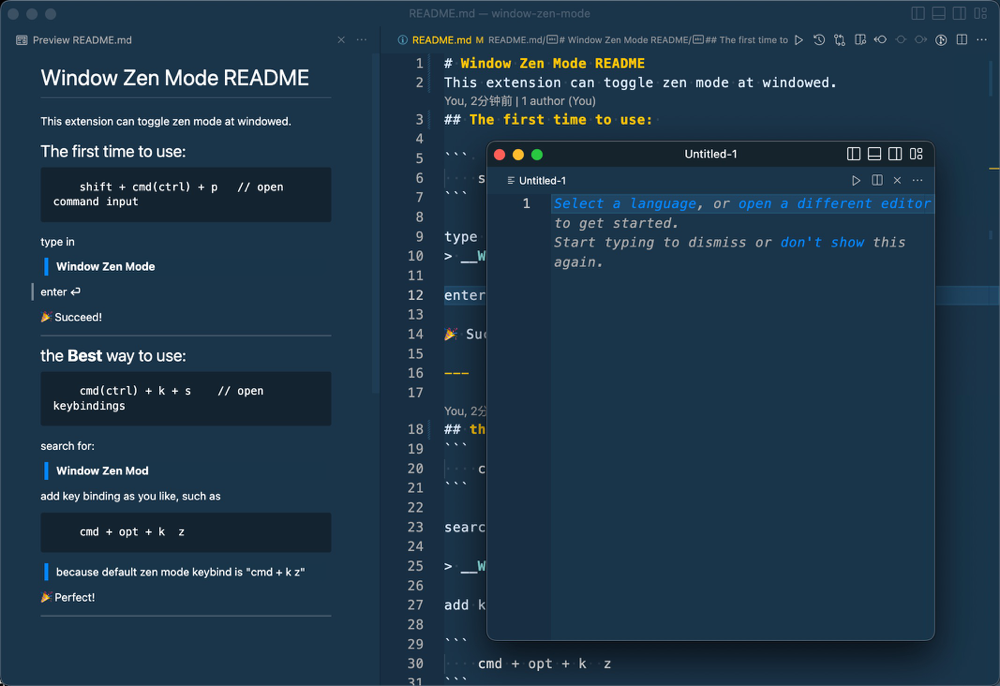 README.md — window-zen-mode
Preview README.md
Window Zen Mode README
This extension can toggle zen mode at windowed.
The first time to use:
shift + cmd(ctrl) + p   // open
command input
type in
Window Zen Mode
enter ↩
🎉 Succeed!
the Best way to use:
cmd(ctrl) + k + s    // open
keybindings
search for:
Window Zen Mod
add key binding as you like, such as
cmd + opt + k  z
because default zen mode keybind is "cmd + k z"
🎉 Perfect!
README.md M README.md/ # Window Zen Mode README/ ## The first time to
1 # Window Zen Mode README
2 This extension can toggle zen mode at windowed.
You, 2分钟前 | 1 author (You)
3 ## The first time to use:
4
5 ```
6 s
7 ```
8
9 type
10 > __W
11
12 enter
13
14 🎉 Suc
15
16 ---
17
You, 2分
18 ## th
19 ```
20 c
21 ```
22
23 searc
24
25 > __W
26
27 add k
28
29 ```
30 cmd + opt + k  z
31 ```
Untitled-1
Untitled-1
1 Select a language, or open a different editor
to get started.
Start typing to dismiss or don't show this
again.